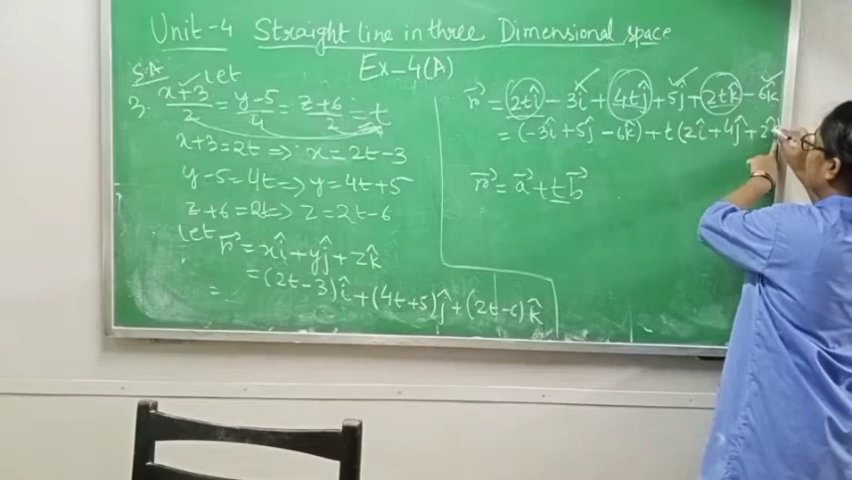 Unit-4 Straight line in three Dimensional space
Ex-4(A)
S.A Let
3. x+3/2 = y-5/4 = z+6/2 = t
x+3=2t => x=2t-3
y-5=4t => y=4t+5
z+6=2t => z=2t-6
Let r⃗ = xî+yĵ+zk̂
= (2t-3)î+(4t+5)ĵ+(2t-6)k̂
=
r⃗ = 2tî-3î+4tĵ+5ĵ+2tk̂-6k̂
= (-3î+5ĵ-6k̂)+t(2î+4ĵ+2k̂)
r⃗ = a⃗+tb⃗